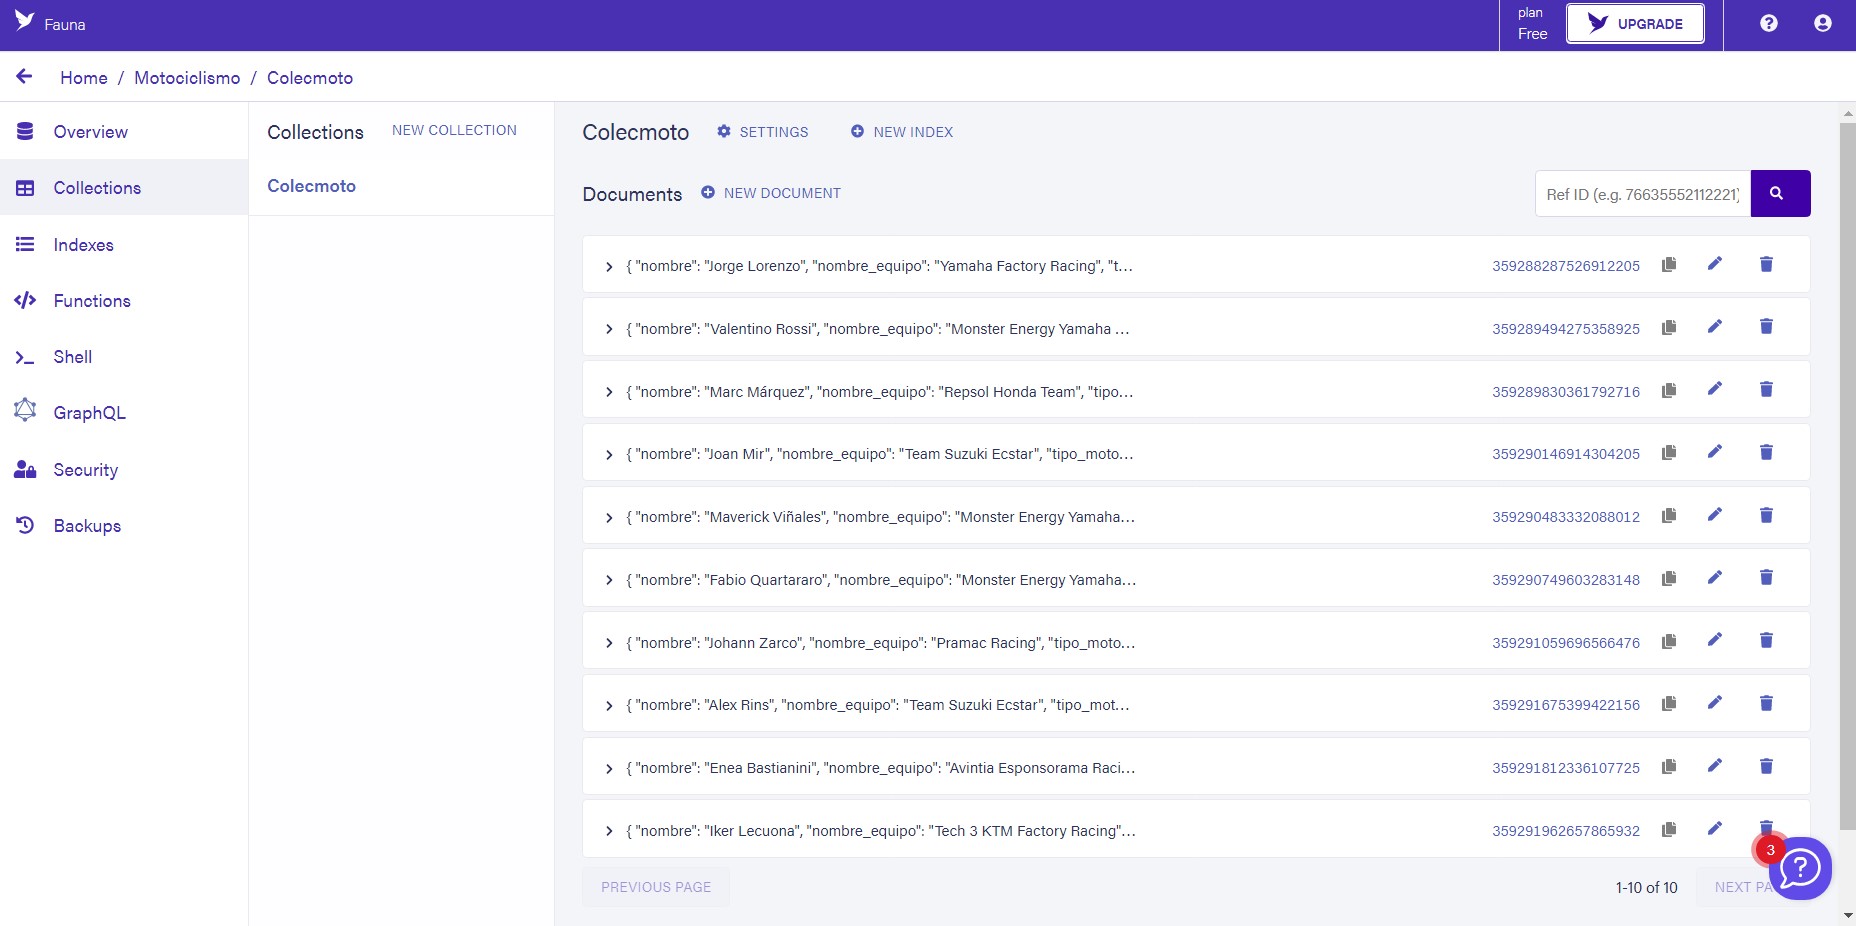 Fauna
plan
Free
UPGRADE
Home / Motociclismo / Colecmoto
Overview
Collections
Indexes
Functions
Shell
GraphQL
Security
Backups
Collections NEW COLLECTION
Colecmoto
Colecmoto SETTINGS NEW INDEX
Documents NEW DOCUMENT
Ref ID (e.g. 76635552112221)
{ "nombre": "Jorge Lorenzo", "nombre_equipo": "Yamaha Factory Racing", "t... 359288287526912205
{ "nombre": "Valentino Rossi", "nombre_equipo": "Monster Energy Yamaha ... 359289494275358925
{ "nombre": "Marc Márquez", "nombre_equipo": "Repsol Honda Team", "tipo... 359289830361792716
{ "nombre": "Joan Mir", "nombre_equipo": "Team Suzuki Ecstar", "tipo_moto... 359290146914304205
{ "nombre": "Maverick Viñales", "nombre_equipo": "Monster Energy Yamaha... 359290483332088012
{ "nombre": "Fabio Quartararo", "nombre_equipo": "Monster Energy Yamaha... 359290749603283148
{ "nombre": "Johann Zarco", "nombre_equipo": "Pramac Racing", "tipo_moto... 359291059696566476
{ "nombre": "Alex Rins", "nombre_equipo": "Team Suzuki Ecstar", "tipo_mot... 359291675399422156
{ "nombre": "Enea Bastianini", "nombre_equipo": "Avintia Esponsorama Raci... 359291812336107725
{ "nombre": "Iker Lecuona", "nombre_equipo": "Tech 3 KTM Factory Racing"... 359291962657865932
3
PREVIOUS PAGE 1-10 of 10 NEXT PA